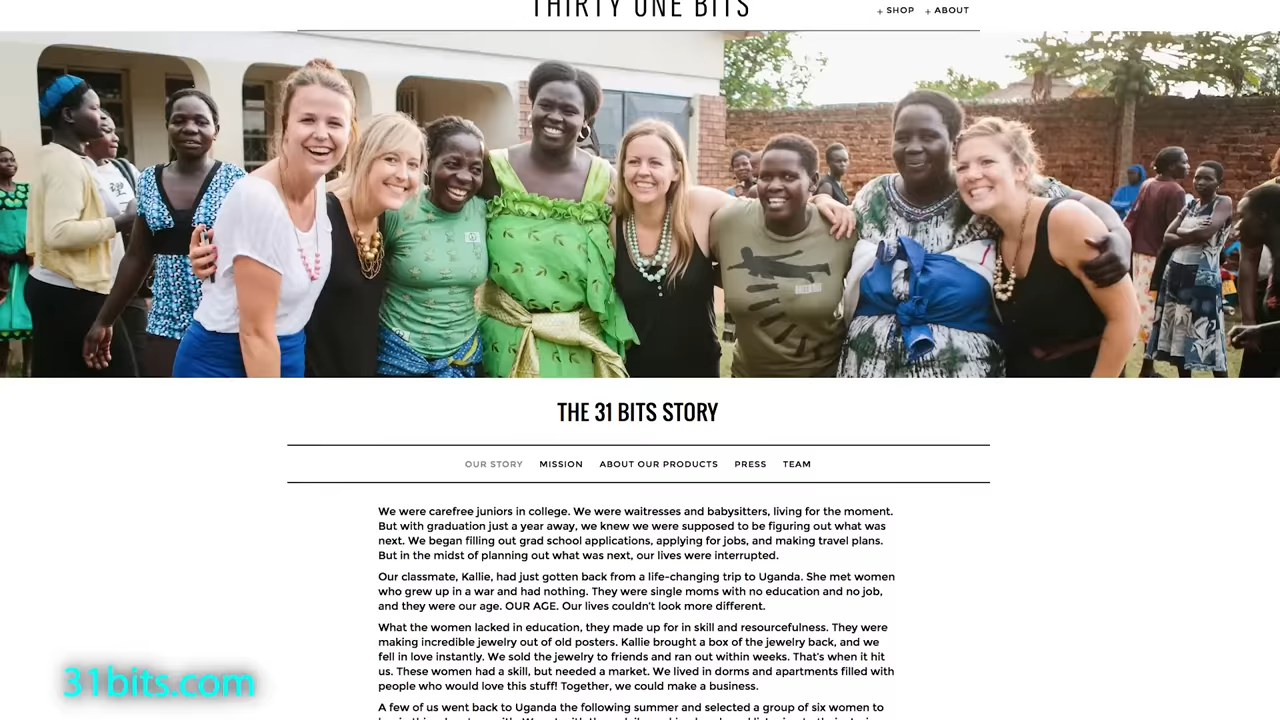 THIRTY ONE BITS
+ SHOP + ABOUT
THE 31 BITS STORY
OUR STORY MISSION ABOUT OUR PRODUCTS PRESS TEAM
We were carefree juniors in college. We were waitresses and babysitters, living for the moment.
But with graduation just a year away, we knew we were supposed to be figuring out what was
next. We began filling out grad school applications, applying for jobs, and making travel plans.
But in the midst of planning out what was next, our lives were interrupted.
Our classmate, Kallie, had just gotten back from a life-changing trip to Uganda. She met women
who grew up in a war and had nothing. They were single moms with no education and no job,
and they were our age. OUR AGE. Our lives couldn't look more different.
What the women lacked in education, they made up for in skill and resourcefulness. They were
making incredible jewelry out of old posters. Kallie brought a box of the jewelry back, and we
fell in love instantly. We sold the jewelry to friends and ran out within weeks. That's when it hit
us. These women had a skill, but needed a market. We lived in dorms and apartments filled with
people who would love this stuff! Together, we could make a business.
A few of us went back to Uganda the following summer and selected a group of six women to
31bits.com